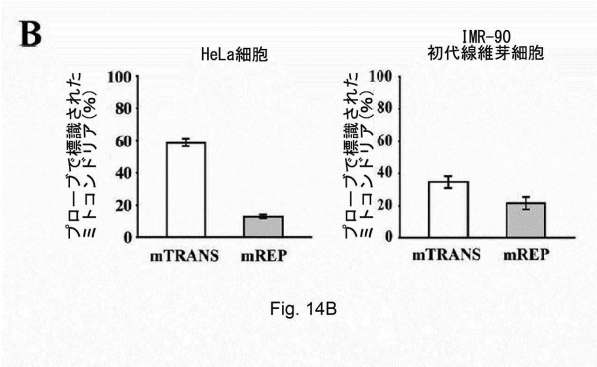 B
HeLa細胞
プローブで標識された
ミトコンドリア(%)
100
80
60
40
20
0
mTRANS mREP
IMR-90
初代線維芽細胞
プローブで標識された
ミトコンドリア(%)
100
80
60
40
20
0
mTRANS mREP
Fig. 14B